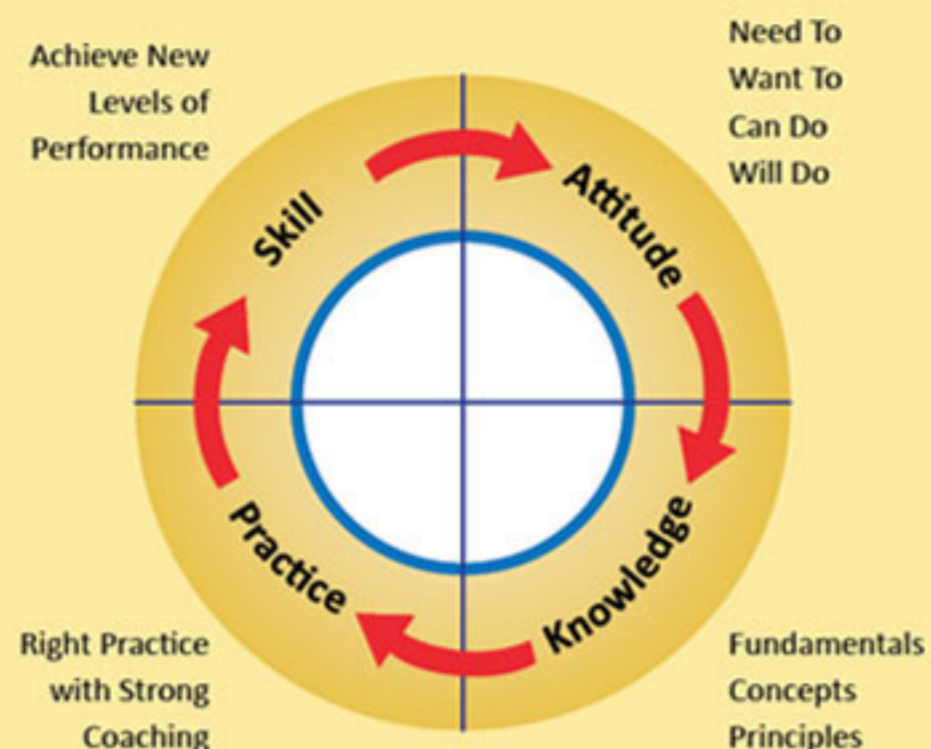 Achieve New
Levels of
Performance
Need To
Want To
Can Do
Will Do
Skill
Attitude
Practice
Knowledge
Right Practice
with Strong
Coaching
Fundamentals
Concepts
Principles